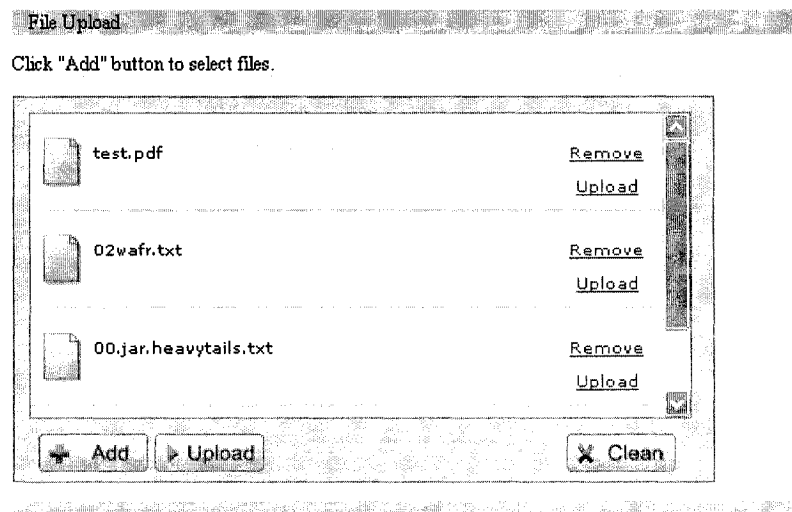 File Upload
Click "Add" button to select files.
test.pdf
Remove
Upload
02wafr.txt
Remove
Upload
00.jar.heavytails.txt
Remove
Upload
Add Upload Clean